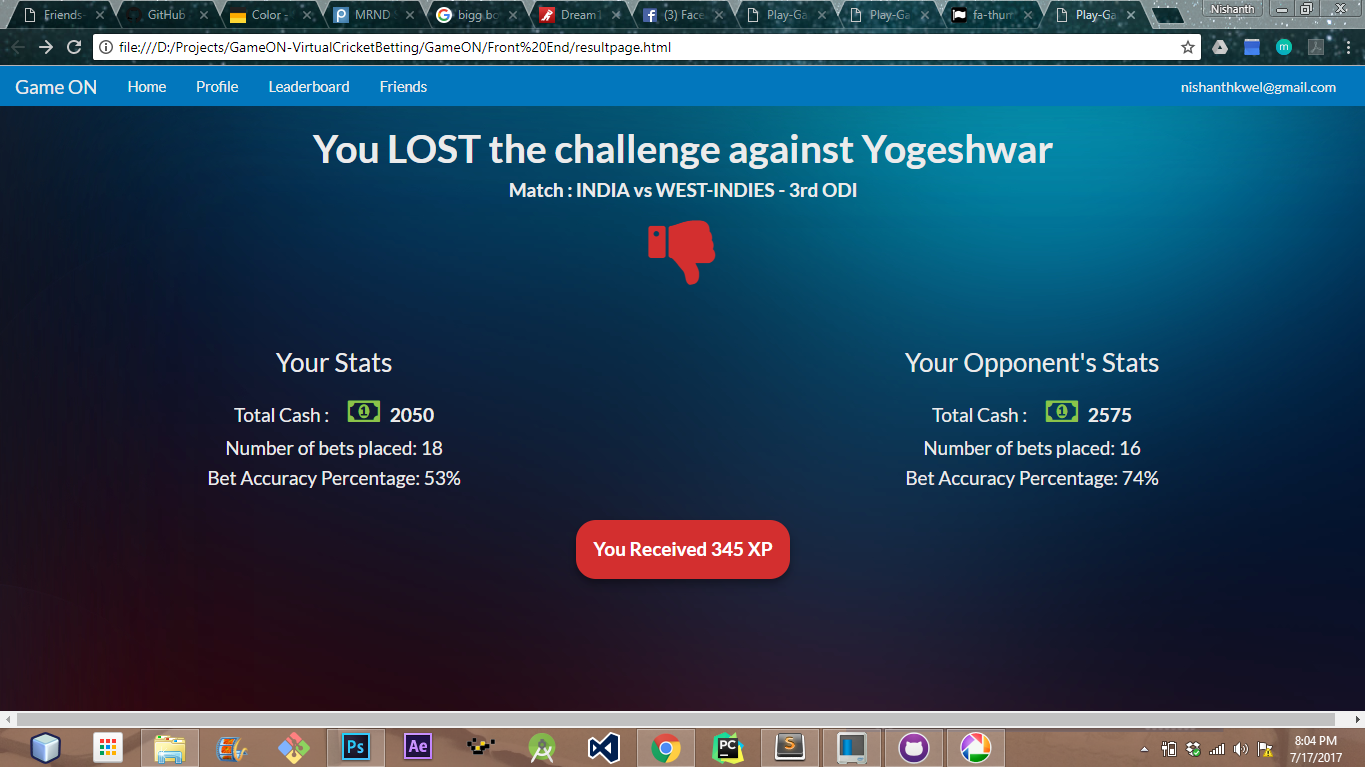 Friends GitHub Color - MRND bigg bo Dream1 (3) Face Play-Ga Play-Ga fa-thum Play-Ga Nishanth
file:///D:/Projects/GameON-VirtualCricketBetting/GameON/Front%20End/resultpage.html
Game ON Home Profile Leaderboard Friends nishanthkwel@gmail.com
You LOST the challenge against Yogeshwar
Match : INDIA vs WEST-INDIES - 3rd ODI
Your Stats
Total Cash : 1 2050
Number of bets placed: 18
Bet Accuracy Percentage: 53%
Your Opponent's Stats
Total Cash : 1 2575
Number of bets placed: 16
Bet Accuracy Percentage: 74%
You Received 345 XP
Ps Ae PC S
8:04 PM
7/17/2017